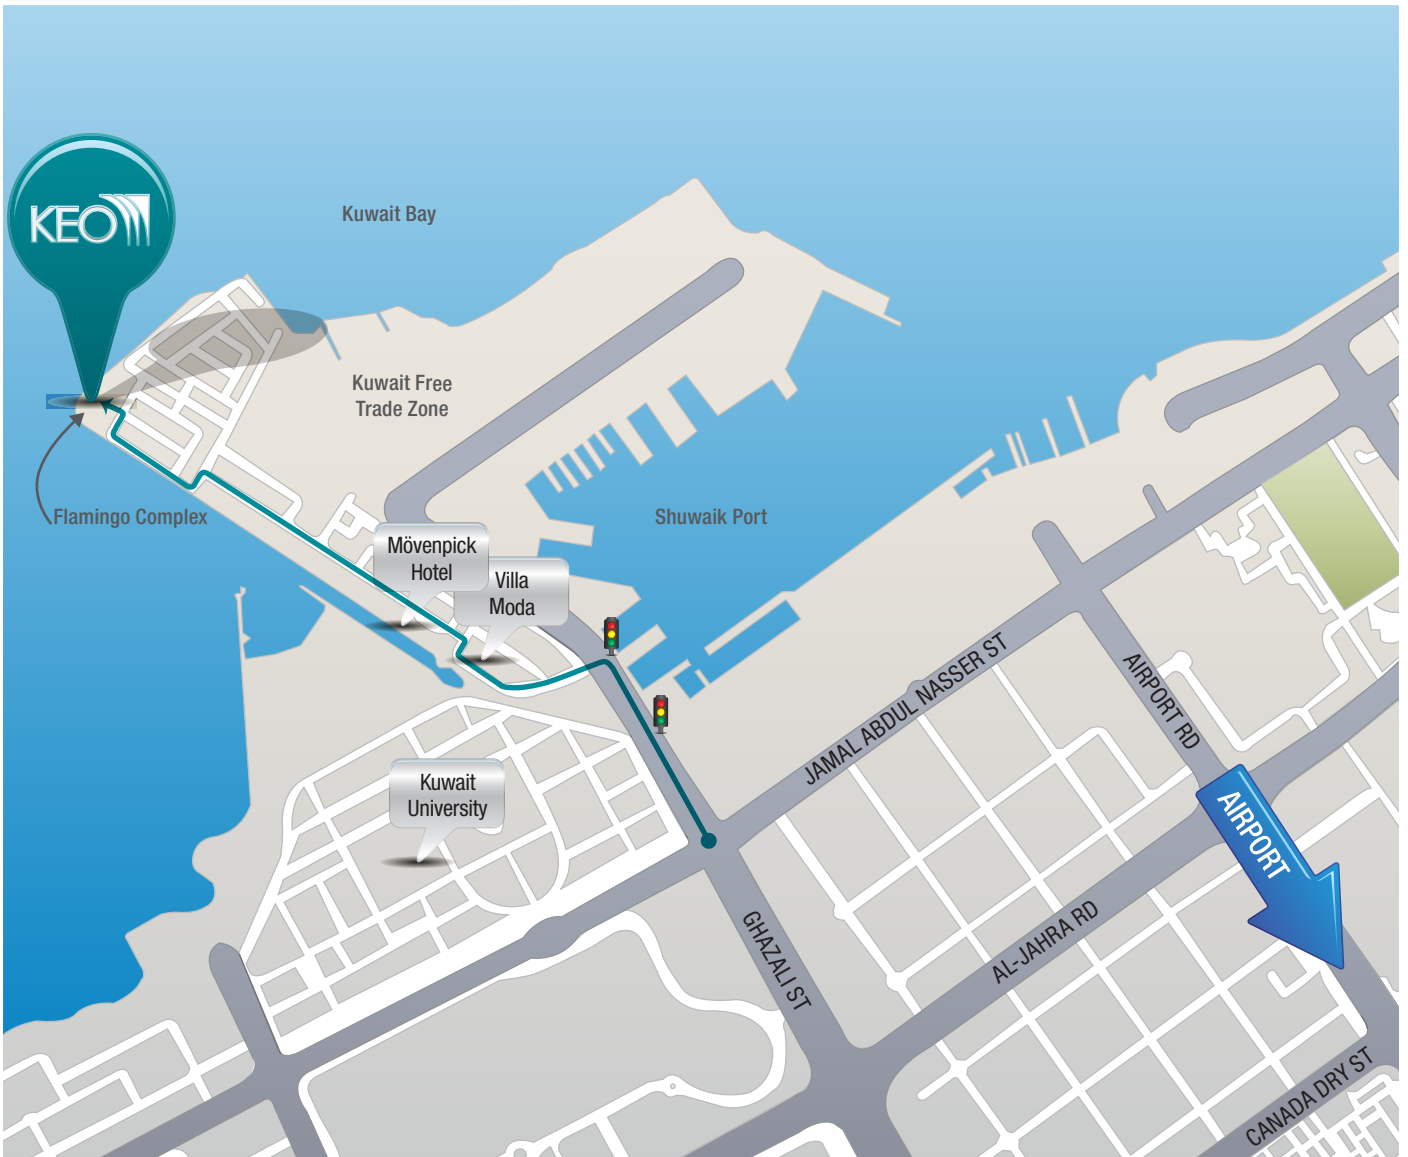 KEO
Kuwait Bay
Kuwait Free
Trade Zone
Flamingo Complex
Shuwaik Port
Mövenpick
Hotel
Villa
Moda
JAMAL ABDUL NASSER ST
AIRPORT RD
Kuwait
University
AIRPORT
GHAZALI ST
AL-JAHRA RD
CANADA DRY ST